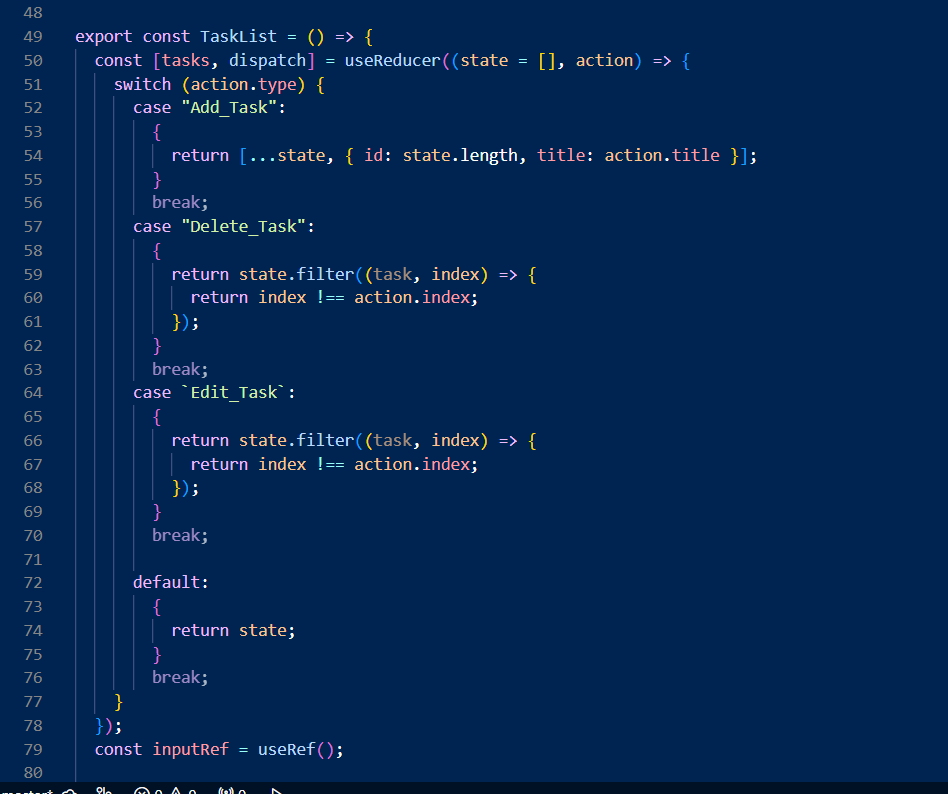 48
49 export const TaskList = () => {
50   const [tasks, dispatch] = useReducer((state = [], action) => {
51     switch (action.type) {
52       case "Add_Task":
53         {
54           return [...state, { id: state.length, title: action.title }];
55         }
56         break;
57       case "Delete_Task":
58         {
59           return state.filter((task, index) => {
60             return index !== action.index;
61           });
62         }
63         break;
64       case `Edit_Task`:
65         {
66           return state.filter((task, index) => {
67             return index !== action.index;
68           });
69         }
70         break;
71
72       default:
73         {
74           return state;
75         }
76         break;
77     }
78   });
79   const inputRef = useRef();
80